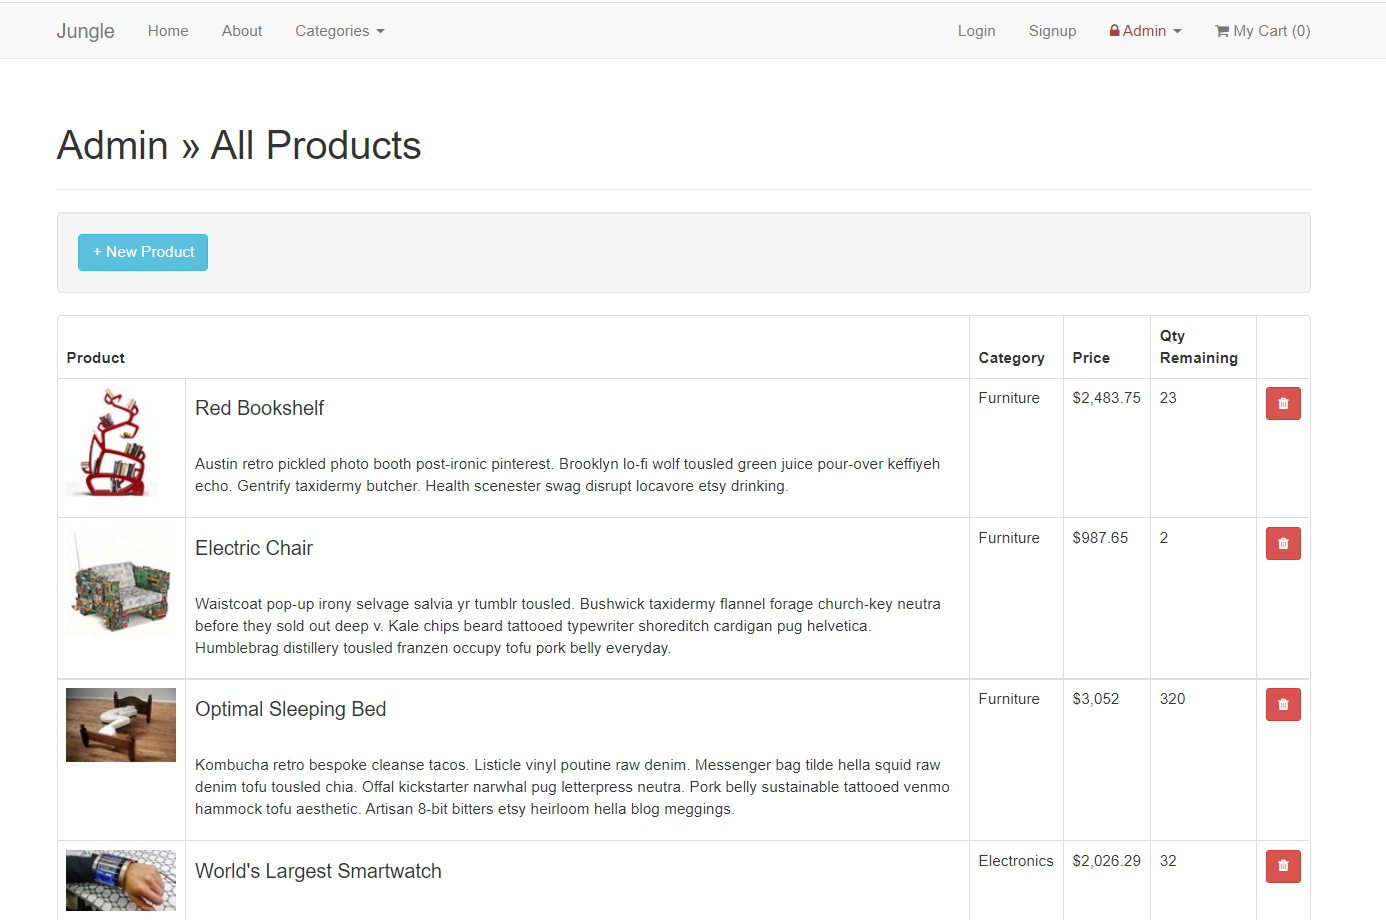 Jungle Home About Categories Login Signup Admin My Cart (0)
Admin » All Products
+ New Product
Product Category Price Qty Remaining
Red Bookshelf Furniture $2,483.75 23
Austin retro pickled photo booth post-ironic pinterest. Brooklyn lo-fi wolf tousled green juice pour-over keffiyeh
echo. Gentrify taxidermy butcher. Health scenester swag disrupt locavore etsy drinking.
Electric Chair Furniture $987.65 2
Waistcoat pop-up irony selvage salvia yr tumblr tousled. Bushwick taxidermy flannel forage church-key neutra
before they sold out deep v. Kale chips beard tattooed typewriter shoreditch cardigan pug helvetica.
Humblebrag distillery tousled franzen occupy tofu pork belly everyday.
Optimal Sleeping Bed Furniture $3,052 320
Kombucha retro bespoke cleanse tacos. Listicle vinyl poutine raw denim. Messenger bag tilde hella squid raw
denim tofu tousled chia. Offal kickstarter narwhal pug letterpress neutra. Pork belly sustainable tattooed venmo
hammock tofu aesthetic. Artisan 8-bit bitters etsy heirloom hella blog meggings.
World's Largest Smartwatch Electronics $2,026.29 32